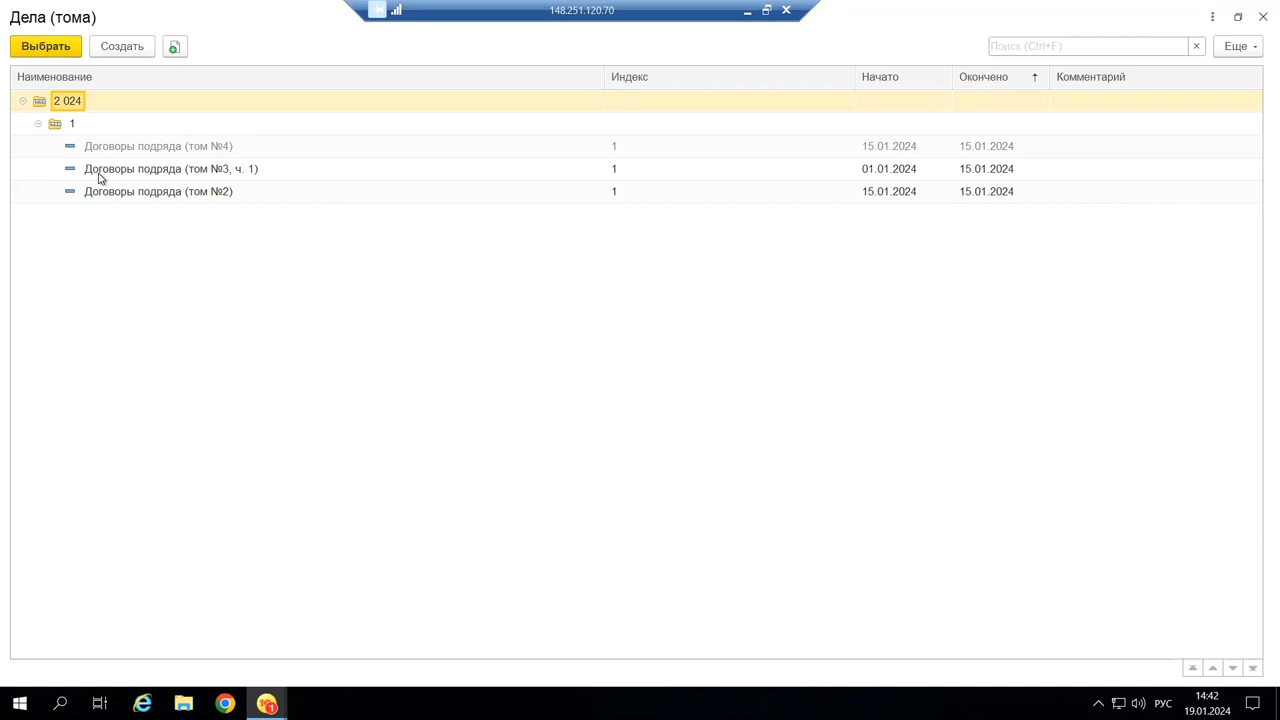 148.251.120.70
Дела (тома)
Выбрать Создать Поиск (Ctrl+F) Еще
Наименование Индекс Начато Окончено Комментарий
2 024
1
Договоры подряда (том №4) 1 15.01.2024 15.01.2024
Договоры подряда (том №3, ч. 1) 1 01.01.2024 15.01.2024
Договоры подряда (том №2) 1 15.01.2024 15.01.2024
РУС 14:42
19.01.2024